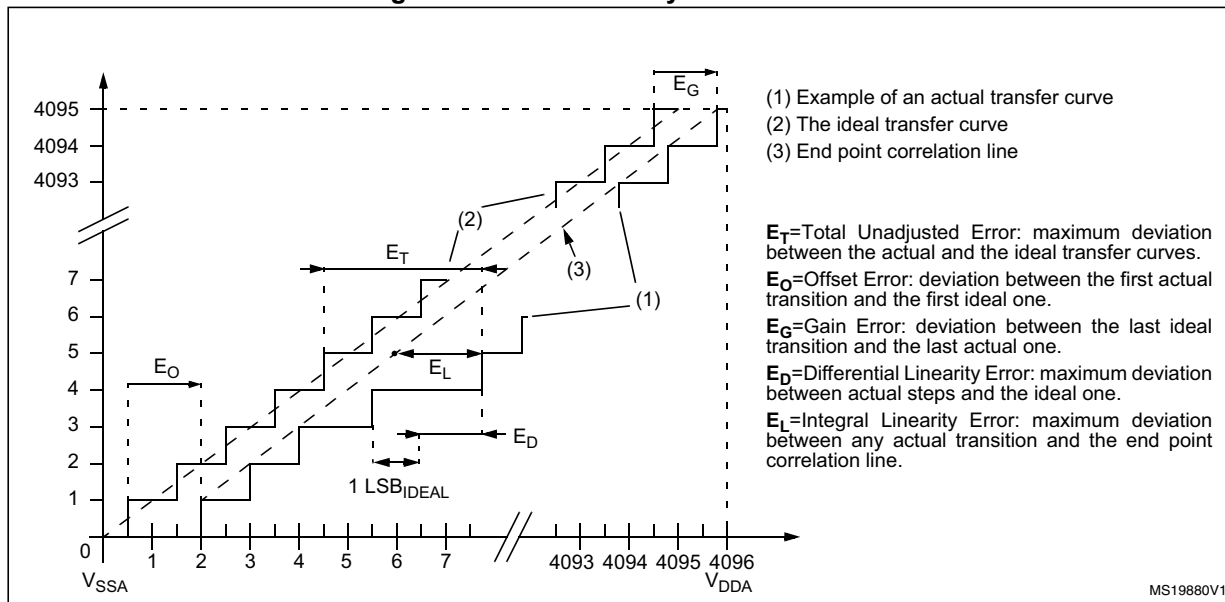 4095
4094
4093
7
6
5
4
3
2
1
0
E_G
(2)
E_T
(3)
(1)
E_O
E_L
E_D
1 LSB_IDEAL
1 2 3 4 5 6 7 4093 4094 4095 4096
V_SSA
V_DDA
(1) Example of an actual transfer curve
(2) The ideal transfer curve
(3) End point correlation line
E_T=Total Unadjusted Error: maximum deviation
between the actual and the ideal transfer curves.
E_O=Offset Error: deviation between the first actual
transition and the first ideal one.
E_G=Gain Error: deviation between the last ideal
transition and the last actual one.
E_D=Differential Linearity Error: maximum deviation
between actual steps and the ideal one.
E_L=Integral Linearity Error: maximum deviation
between any actual transition and the end point
correlation line.
MS19880V1